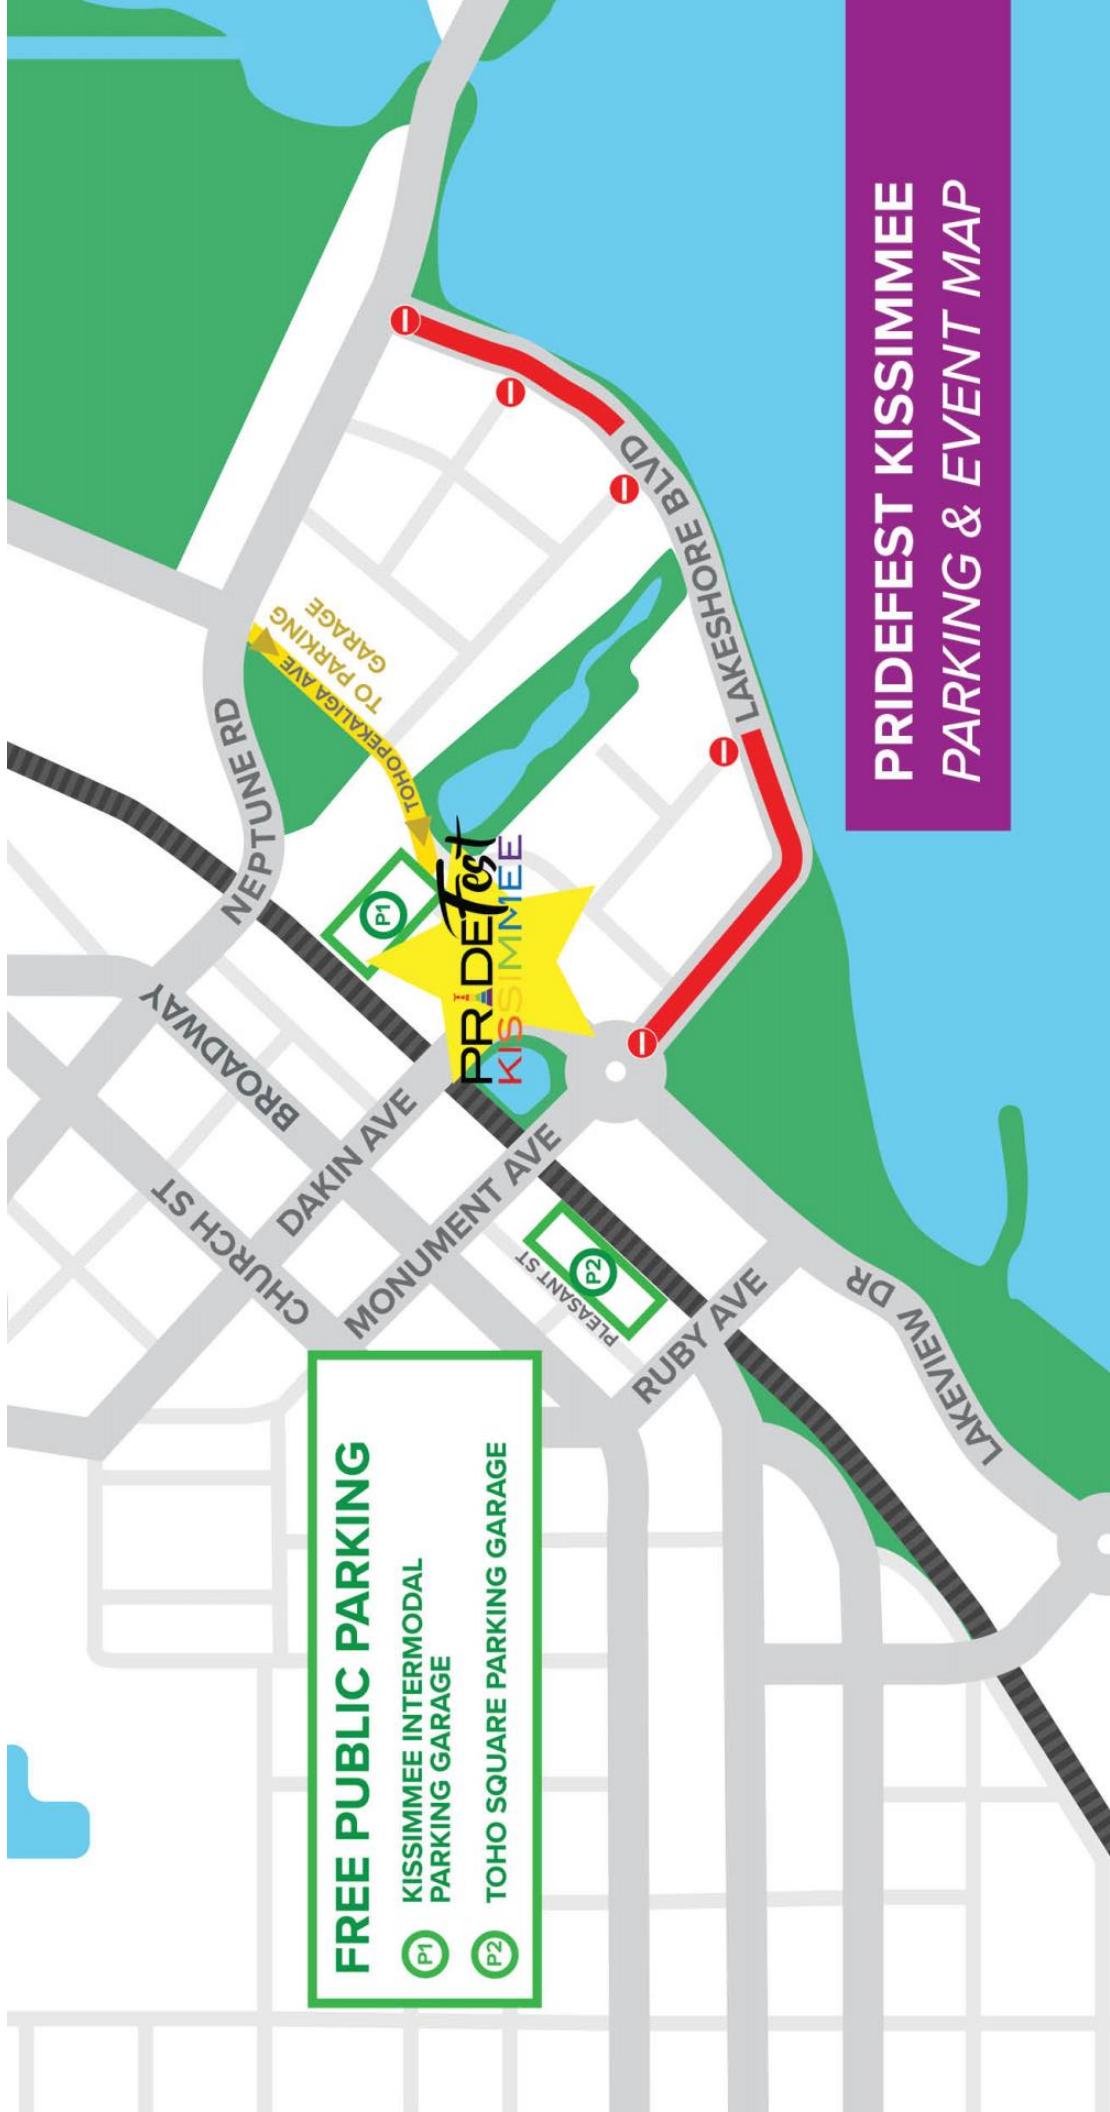 FREE PUBLIC PARKING
P1 KISSIMMEE INTERMODAL
PARKING GARAGE
P2 TOHO SQUARE PARKING GARAGE
CHURCH ST
BROADWAY
NEPTUNE RD
DAKIN AVE
MONUMENT AVE
PLEASANT ST
P2
RUBY AVE
LAKEVIEW DR
P1
TOHOPEKALIGA AVE
TO PARKING
GARAGE
PRIDEFest
KISSIMMEE
LAKESHORE BLVD
PRIDEFEST KISSIMMEE
PARKING & EVENT MAP